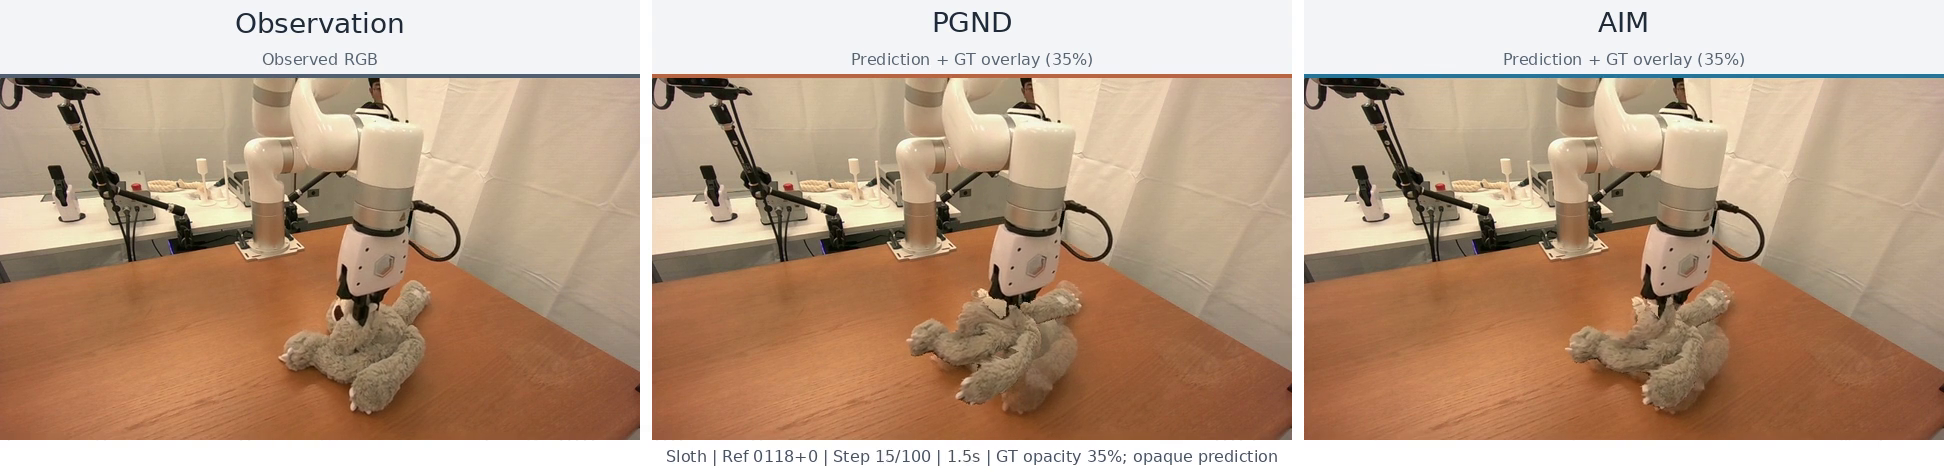 Observation
Observed RGB
PGND
Prediction + GT overlay (35%)
AIM
Prediction + GT overlay (35%)
Sloth | Ref 0118+0 | Step 15/100 | 1.5s | GT opacity 35%; opaque prediction